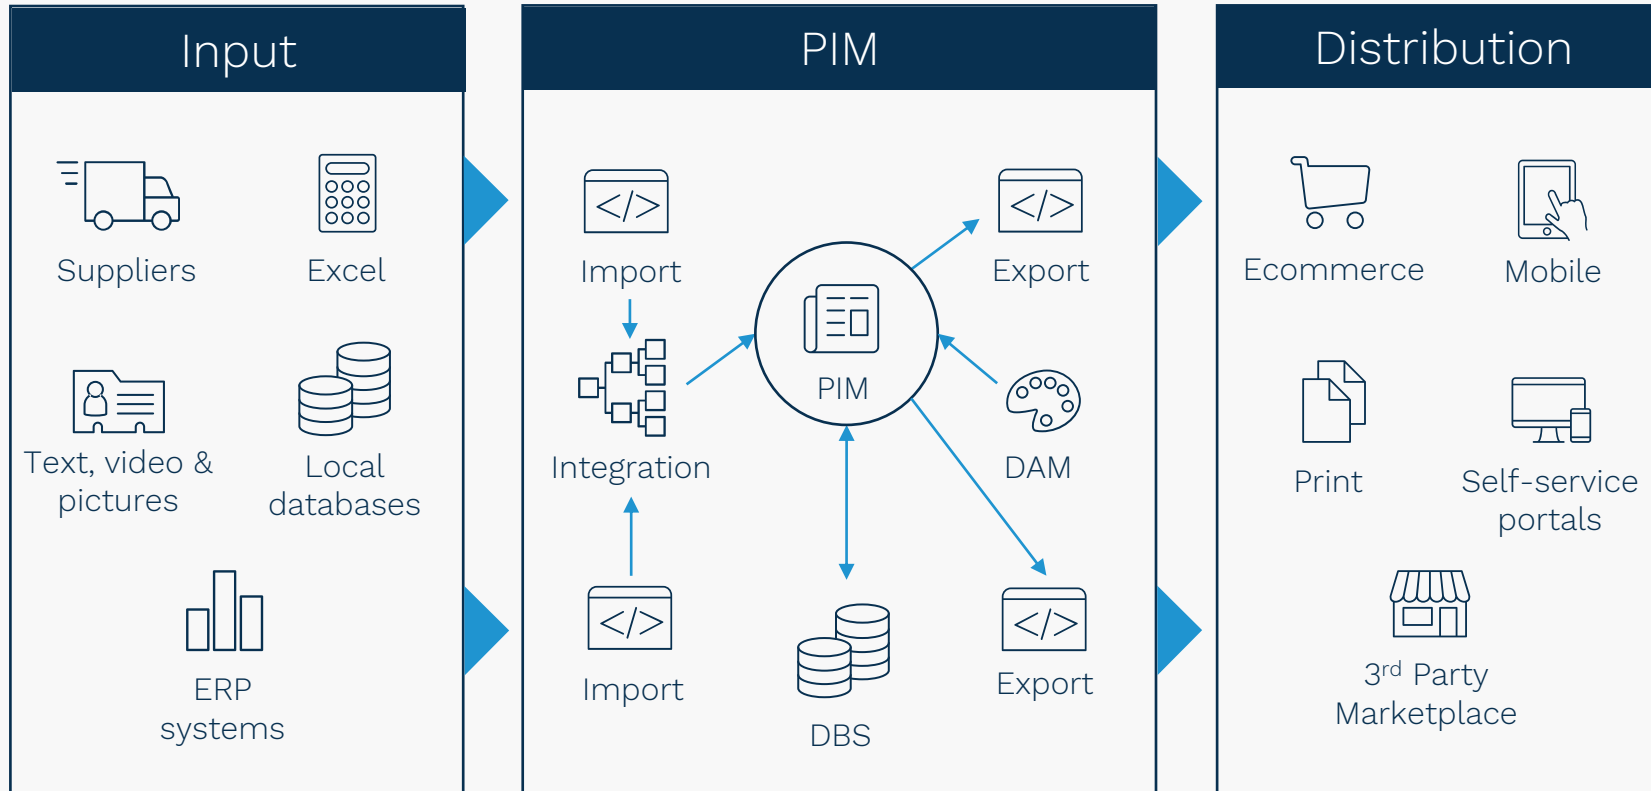 Input
Suppliers
Excel
Text, video &
pictures
Local
databases
ERP
systems
PIM
</>
Import
</>
Export
PIM
Integration
DAM
</>
Import
DBS
</>
Export
Distribution
Ecommerce
Mobile
Print
Self-service
portals
3rd Party
Marketplace